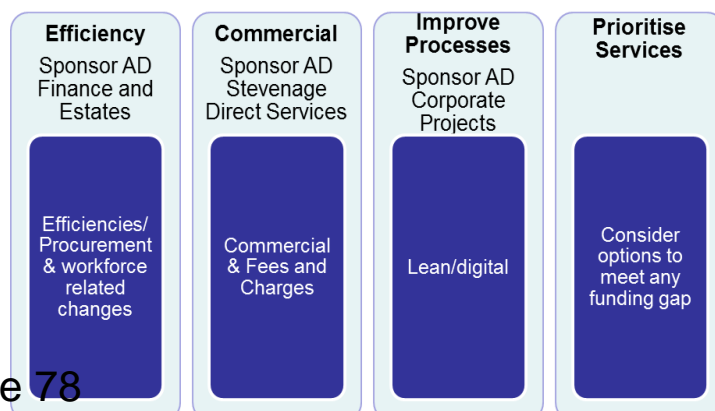 Efficiency
Sponsor AD
Finance and
Estates
Efficiencies/
Procurement
& workforce
related
changes
Commercial
Sponsor AD
Stevenage
Direct Services
Commercial
& Fees and
Charges
Improve
Processes
Sponsor AD
Corporate
Projects
Lean/digital
Prioritise
Services
Consider
options to
meet any
funding gap
e 78